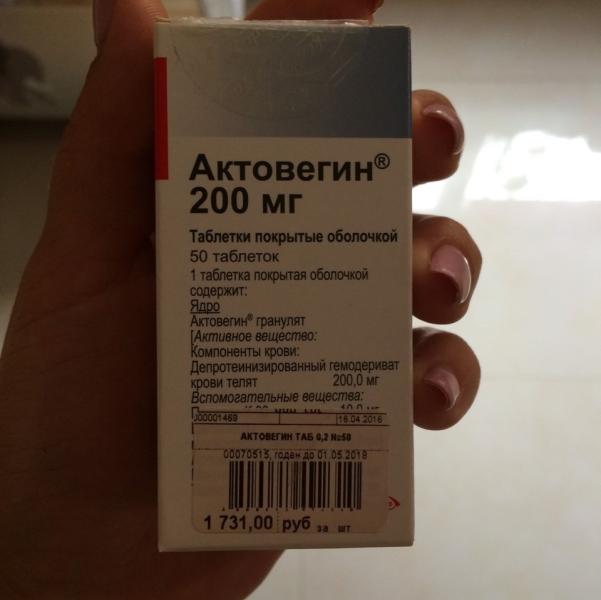 Актовегин®
200 мг
Таблетки покрытые оболочкой
50 таблеток
1 таблетка покрытая оболочкой
содержит:
Ядро
Актовегин® гранулят
[Активное вещество:
Компоненты крови:
Депротеинизированный гемодериват
крови телят 200,0 мг
Вспомогательные вещества:
000001469 16.04.2016
АКТОВЕГИН ТАБ 0,2 №50
00070515, годен до 01.05.2018
1 731,00 руб за шт